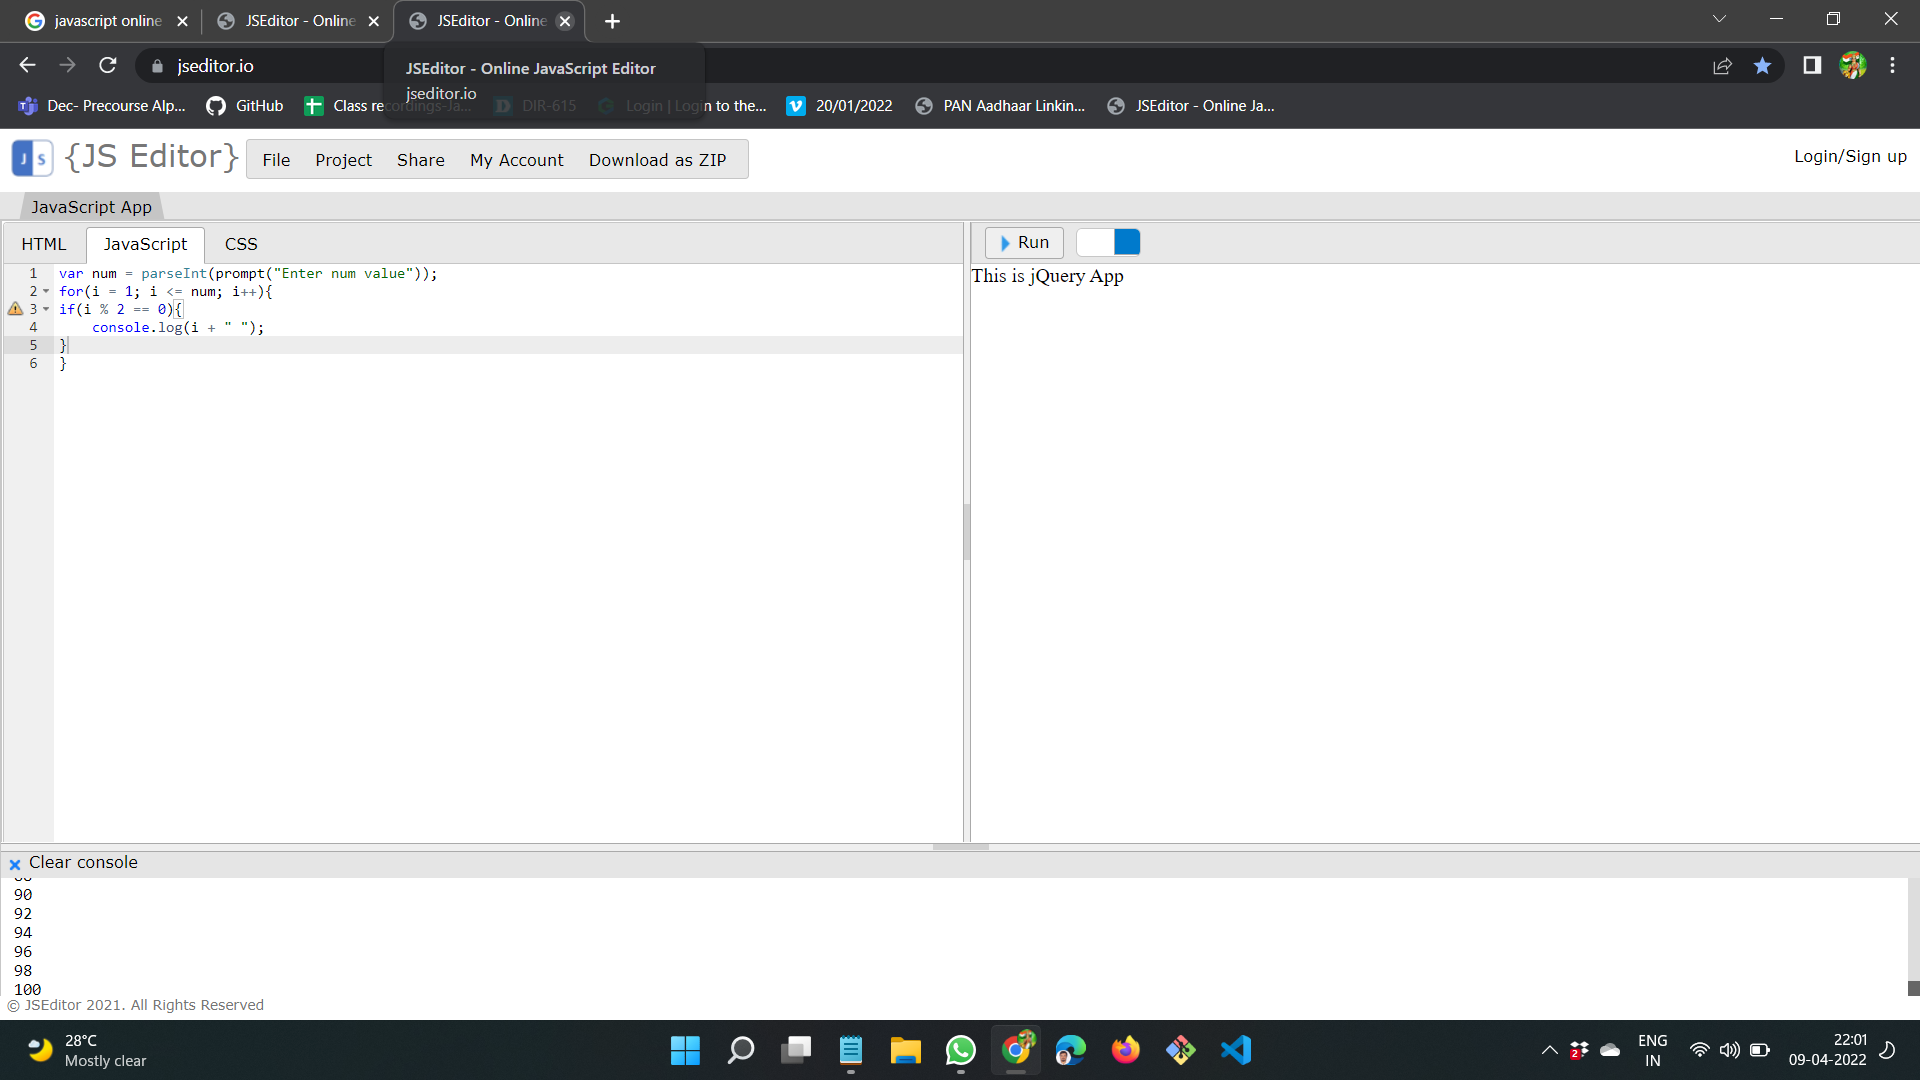 javascript online
JSEditor - Online
JSEditor - Online
jseditor.io
JSEditor - Online JavaScript Editor
jseditor.io
Dec- Precourse Alp...
GitHub
Class recordings-Ja...
DIR-615
Login | Login to the...
20/01/2022
PAN Aadhaar Linkin...
JSEditor - Online Ja...
JS {JS Editor}
File Project Share My Account Download as ZIP
Login/Sign up
JavaScript App
HTML JavaScript CSS
Run
1 var num = parseInt(prompt("Enter num value"));
2 for(i = 1; i <= num; i++){
3 if(i % 2 == 0){
4 console.log(i + " ");
5 }
6 }
This is jQuery App
Clear console
90
92
94
96
98
100
© JSEditor 2021. All Rights Reserved
28°C
Mostly clear
2
ENG
IN
22:01
09-04-2022